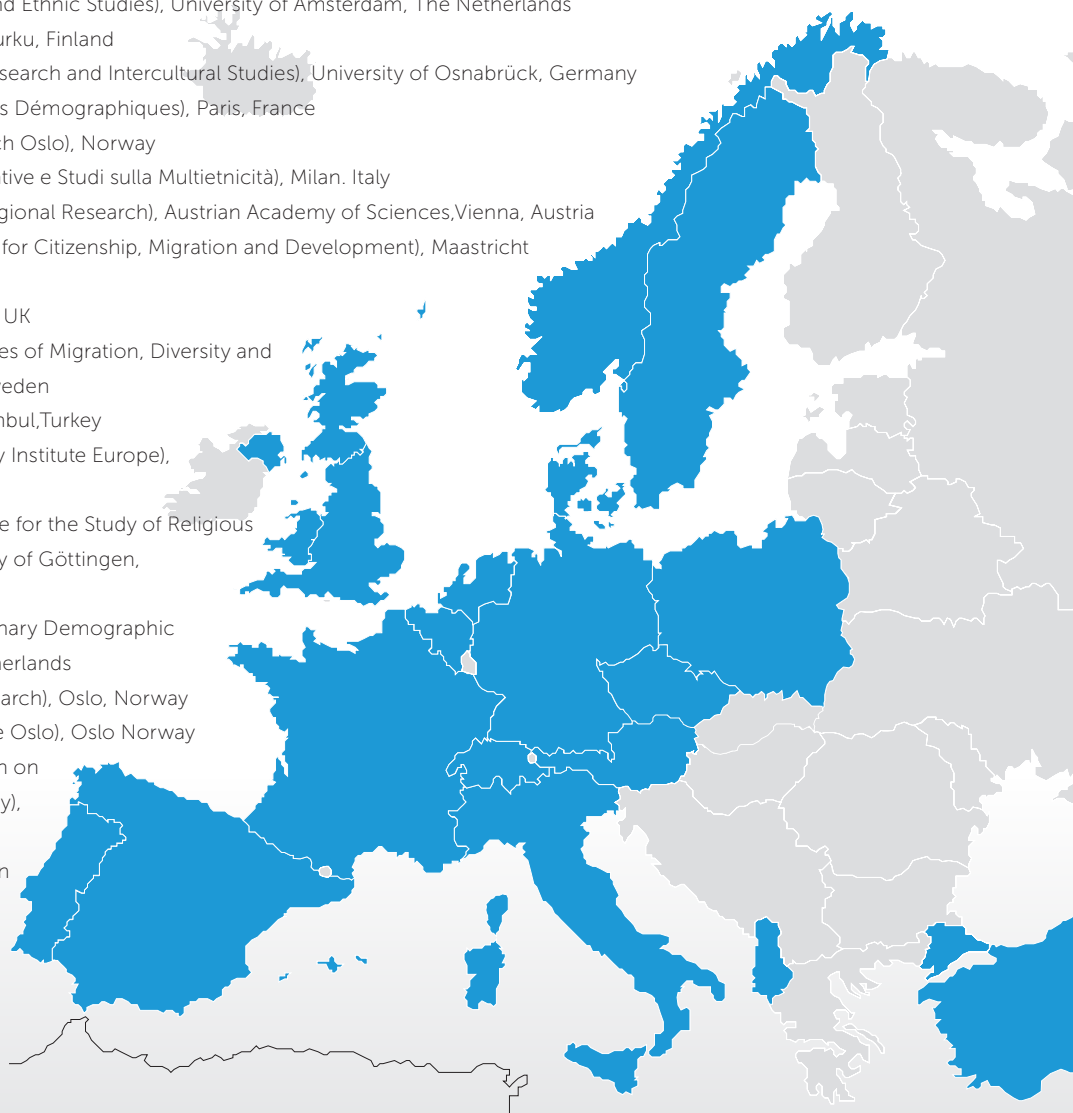 nd Ethnic Studies), University of Amsterdam, The Netherlands
urku, Finland
search and Intercultural Studies), University of Osnabrück, Germany
s Démographiques), Paris, France
ch Oslo), Norway
tive e Studi sulla Multietnicità), Milan. Italy
gional Research), Austrian Academy of Sciences,Vienna, Austria
for Citizenship, Migration and Development), Maastricht
UK
es of Migration, Diversity and
weden
nbul,Turkey
y Institute Europe),
e for the Study of Religious
y of Göttingen,
nary Demographic
herlands
arch), Oslo, Norway
e Oslo), Oslo Norway
n on
y),
n